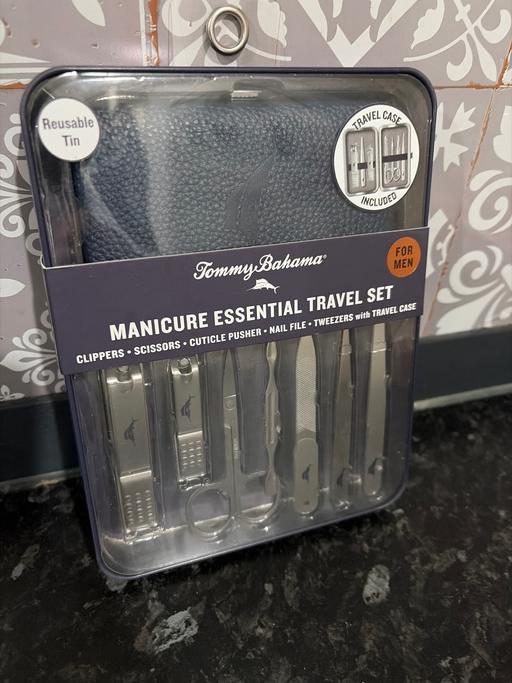 Reusable
Tin
TRAVEL CASE
INCLUDED
Tommy Bahama®
FOR
MEN
MANICURE ESSENTIAL TRAVEL SET
CLIPPERS • SCISSORS • CUTICLE PUSHER • NAIL FILE • TWEEZERS with TRAVEL CASE